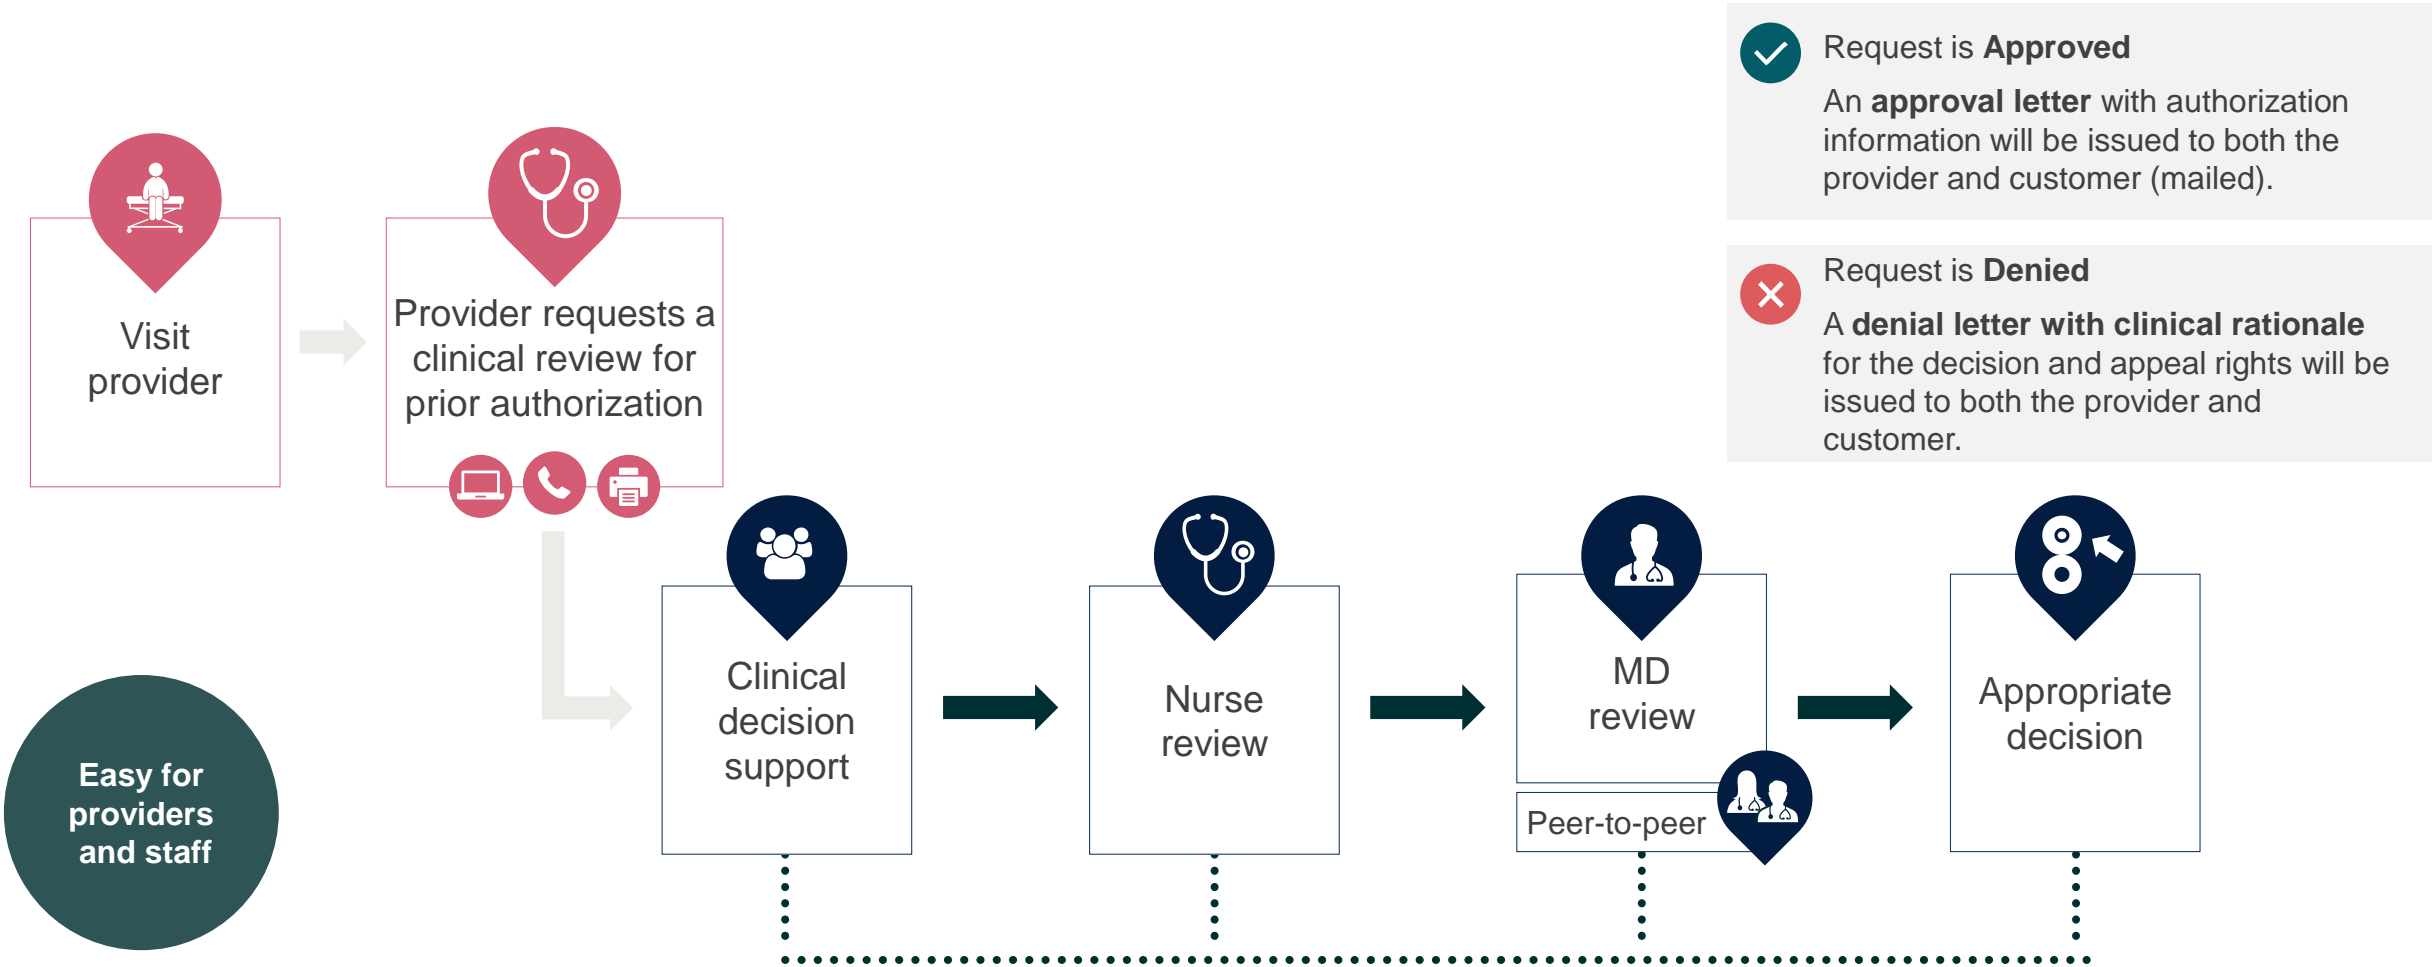 Request is Approved
An approval letter with authorization
information will be issued to both the
provider and customer (mailed).
Request is Denied
A denial letter with clinical rationale
for the decision and appeal rights will be
issued to both the provider and
customer.
Visit
provider
Provider requests a
clinical review for
prior authorization
Clinical
decision
support
Nurse
review
MD
review
Peer-to-peer
Appropriate
decision
Easy for
providers
and staff